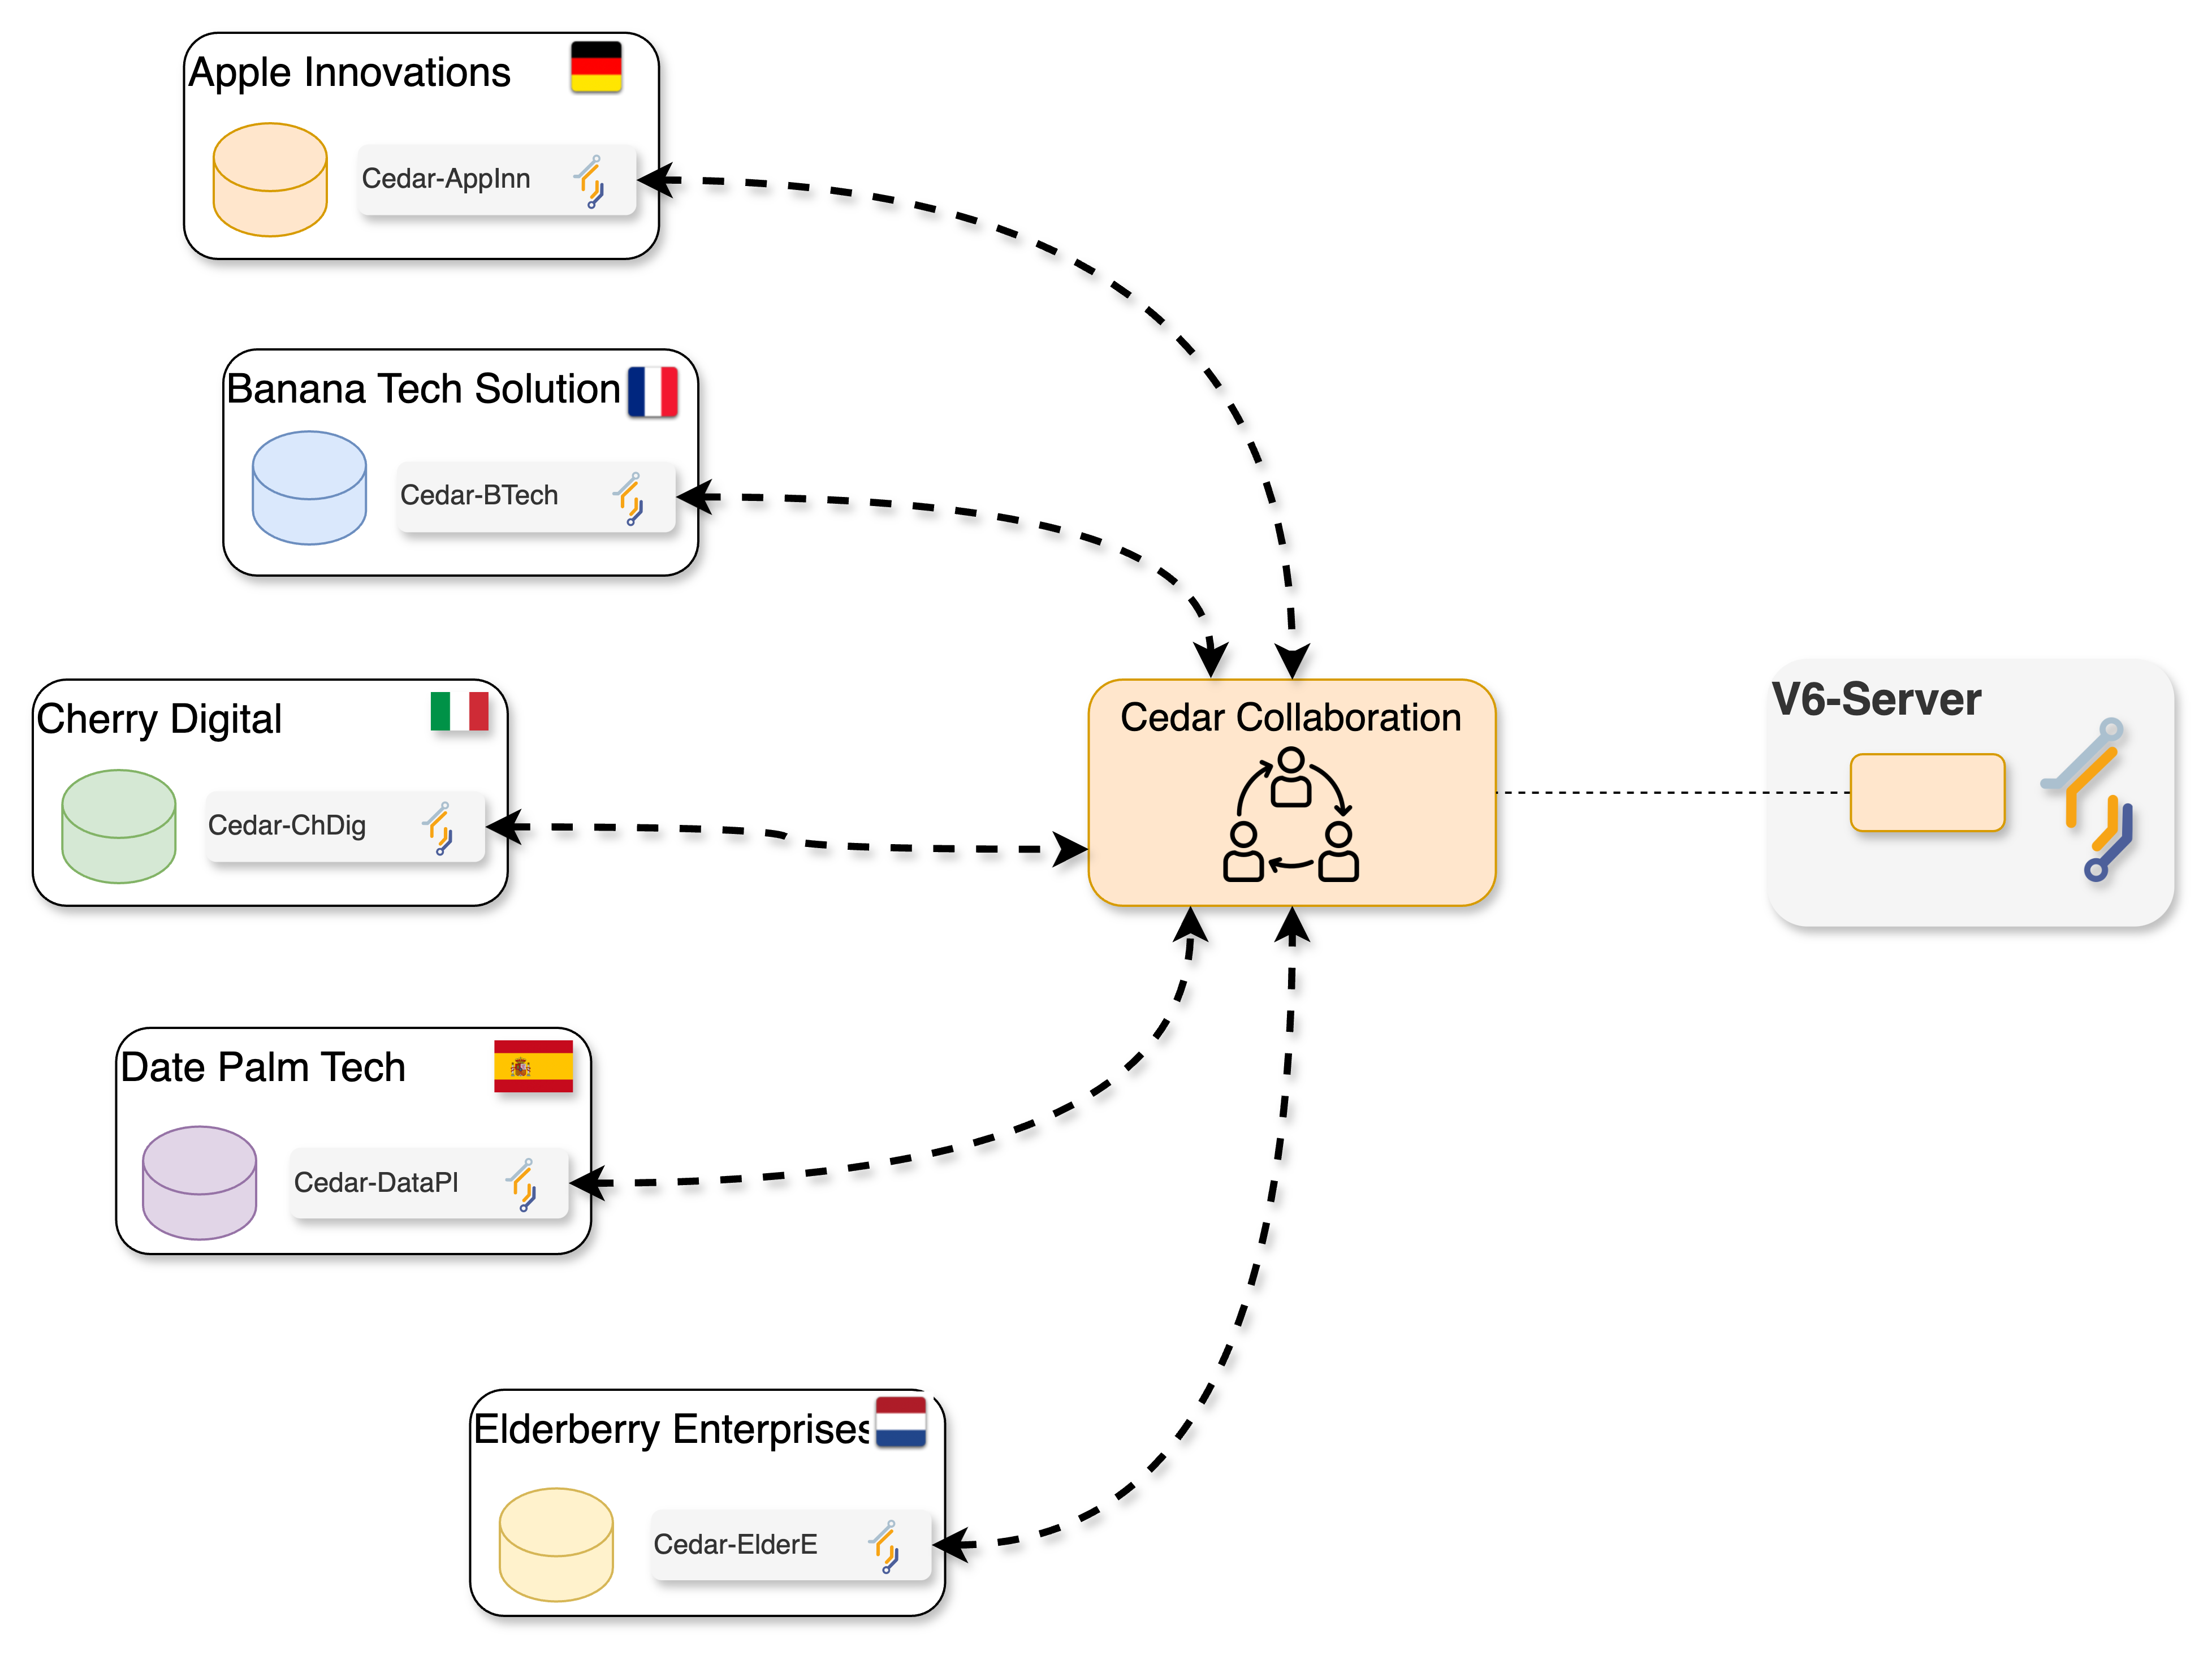 Apple Innovations
Cedar-AppInn
Banana Tech Solution
Cedar-BTech
Cherry Digital
Cedar-ChDig
Cedar Collaboration
V6-Server
Date Palm Tech
Cedar-DataPl
Elderberry Enterprises
Cedar-ElderE